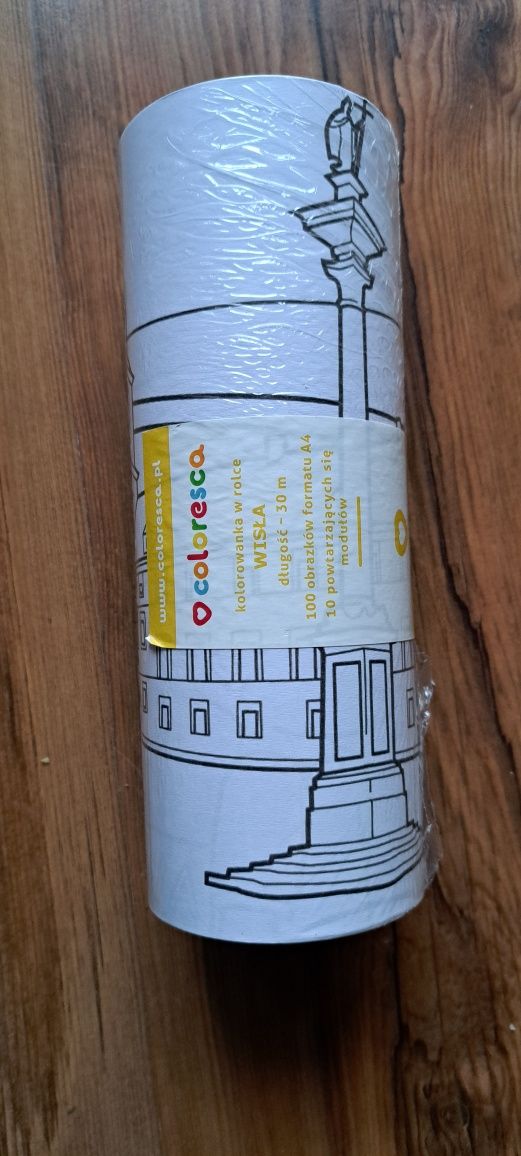 www.coloresca.pl
coloresca
kolorowanka w rolce
WISŁA
długość – 30 m
100 obrazków formatu A4
10 powtarzających się
modułów